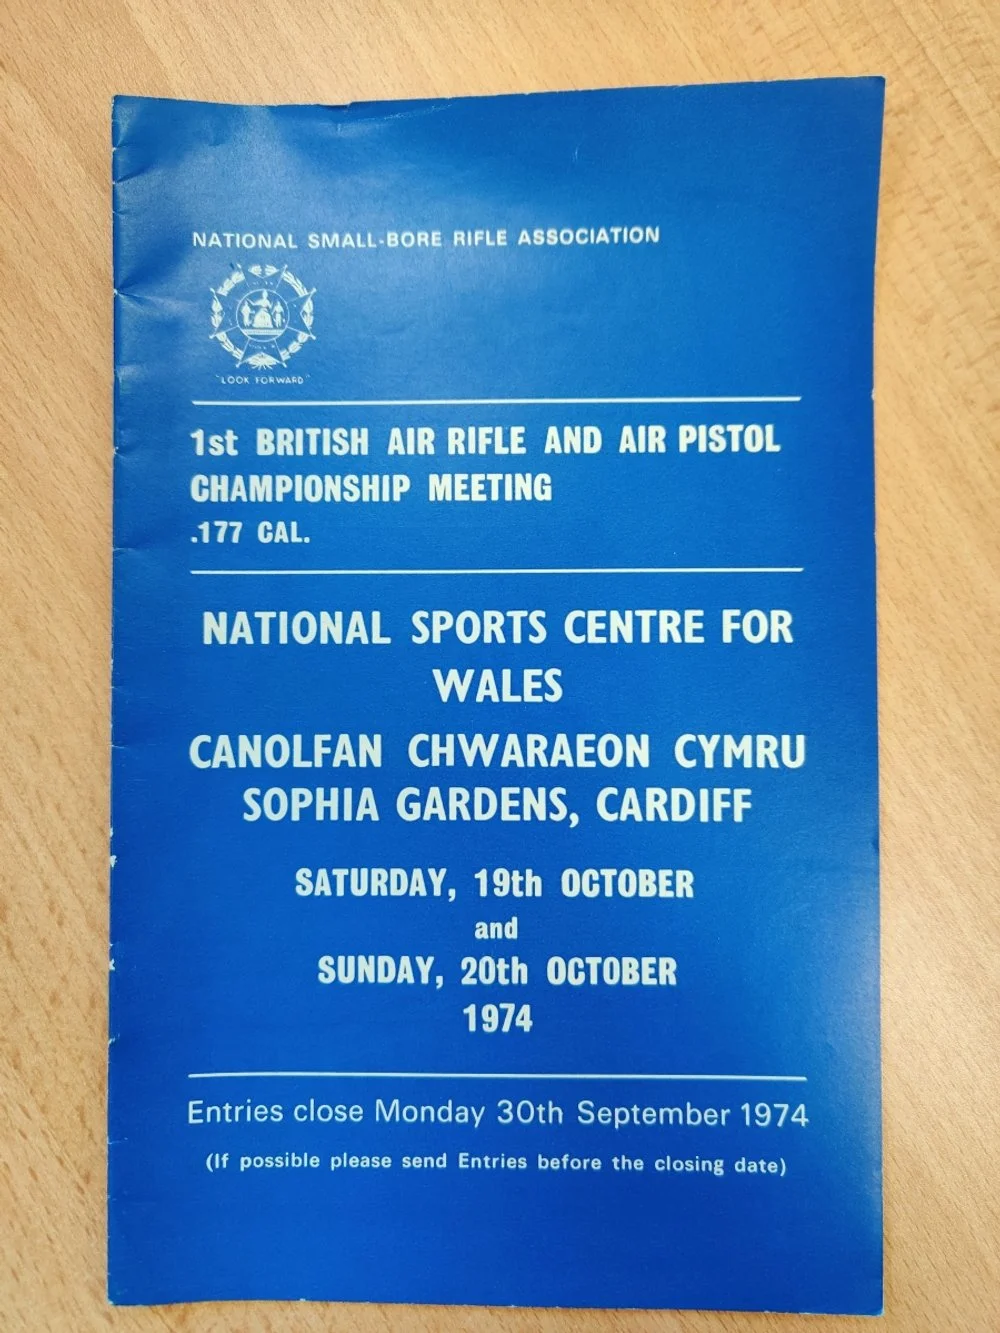 NATIONAL SMALL-BORE RIFLE ASSOCIATION
"LOOK FORWARD"
1st BRITISH AIR RIFLE AND AIR PISTOL
CHAMPIONSHIP MEETING
.177 CAL.
NATIONAL SPORTS CENTRE FOR
WALES
CANOLFAN CHWARAEON CYMRU
SOPHIA GARDENS, CARDIFF
SATURDAY, 19th OCTOBER
and
SUNDAY, 20th OCTOBER
1974
Entries close Monday 30th September 1974
(If possible please send Entries before the closing date)